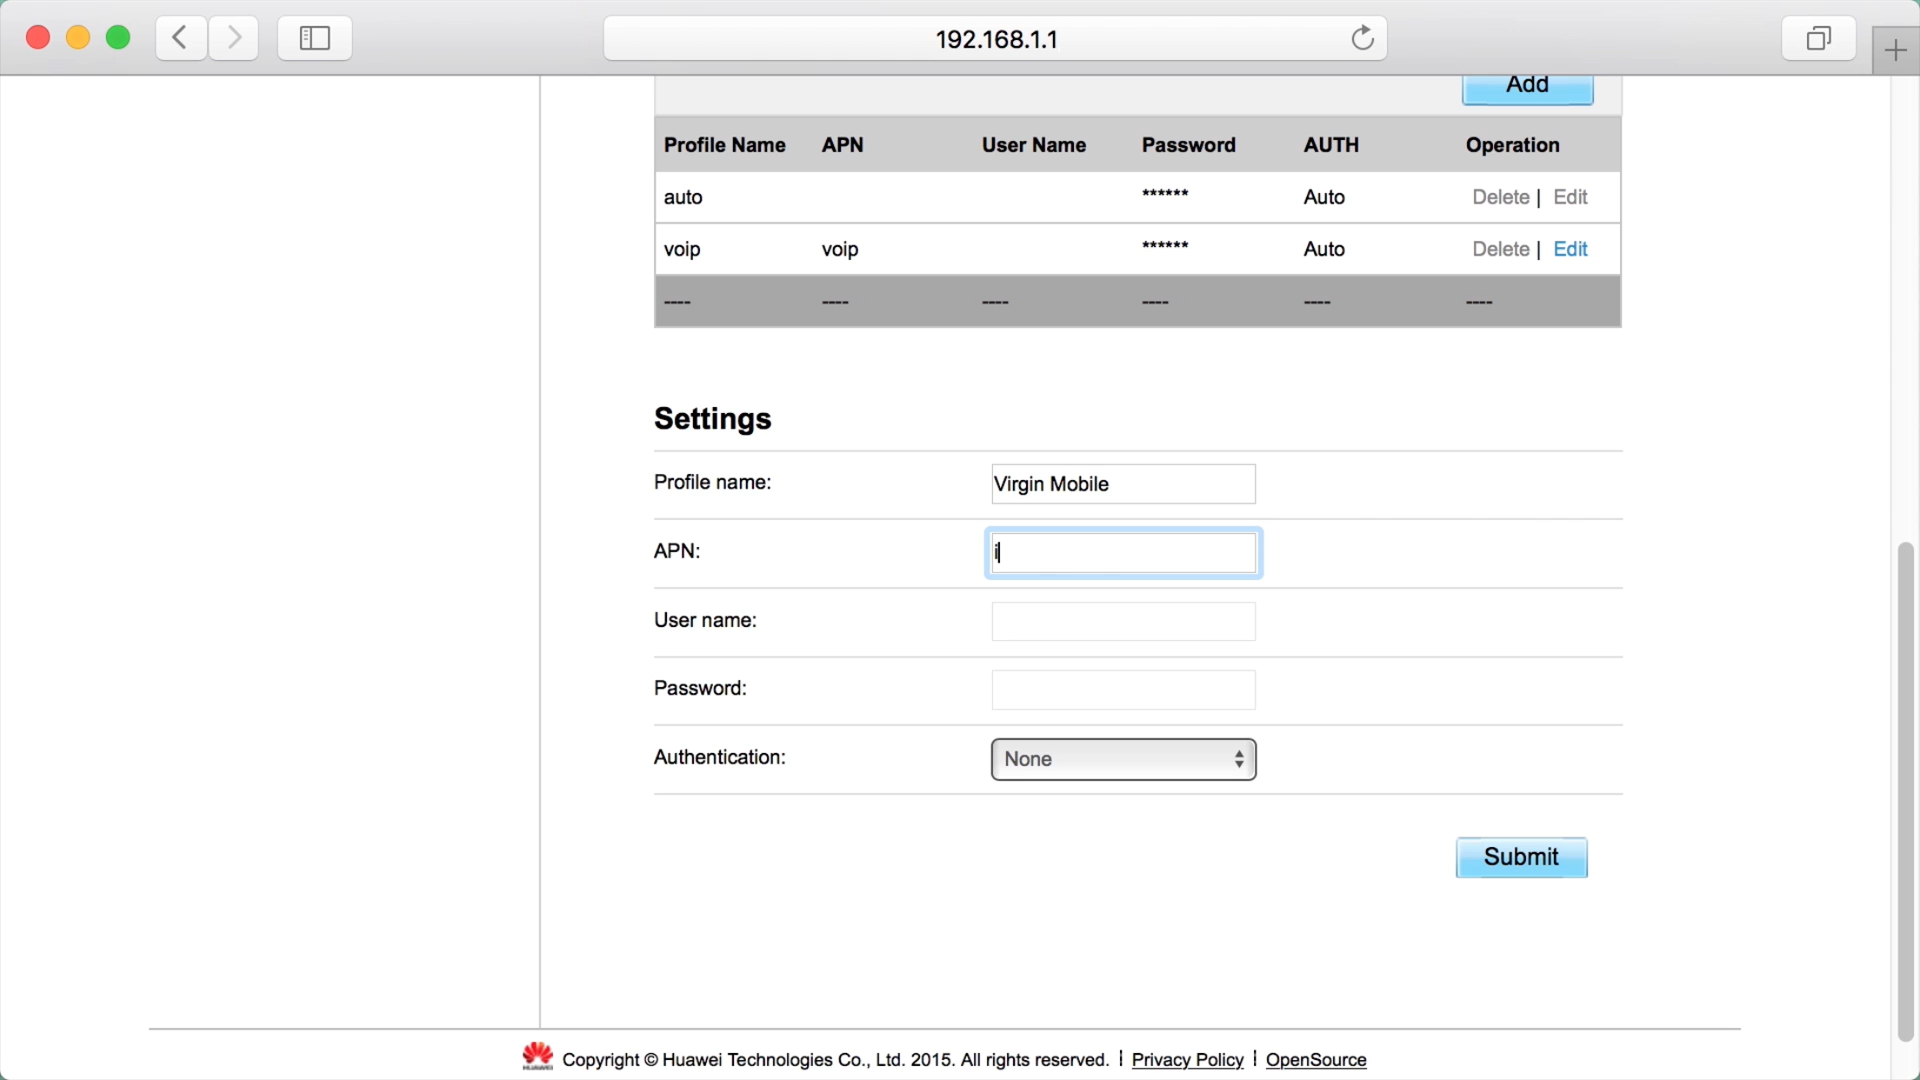 192.168.1.1
Add
Profile Name APN User Name Password AUTH Operation
auto ****** Auto Delete | Edit
voip voip ****** Auto Delete | Edit
---- ---- ---- ---- ---- ----
Settings
Profile name: Virgin Mobile
APN: i
User name:
Password:
Authentication: None
Submit
HUAWEI Copyright © Huawei Technologies Co., Ltd. 2015. All rights reserved. | Privacy Policy | OpenSource